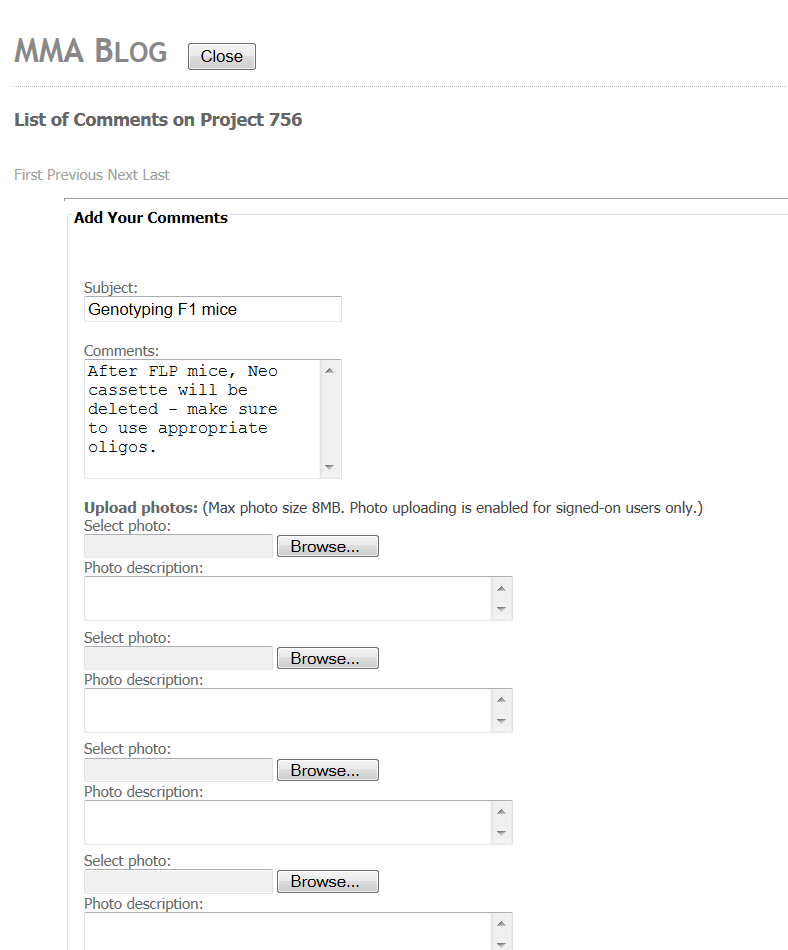 MMA BLOG Close
List of Comments on Project 756
First Previous Next Last
Add Your Comments
Subject:
Genotyping F1 mice
Comments:
After FLP mice, Neo
cassette will be
deleted - make sure
to use appropriate
oligos.
Upload photos: (Max photo size 8MB. Photo uploading is enabled for signed-on users only.)
Select photo:
Browse...
Photo description:
Select photo:
Browse...
Photo description:
Select photo:
Browse...
Photo description:
Select photo:
Browse...
Photo description: